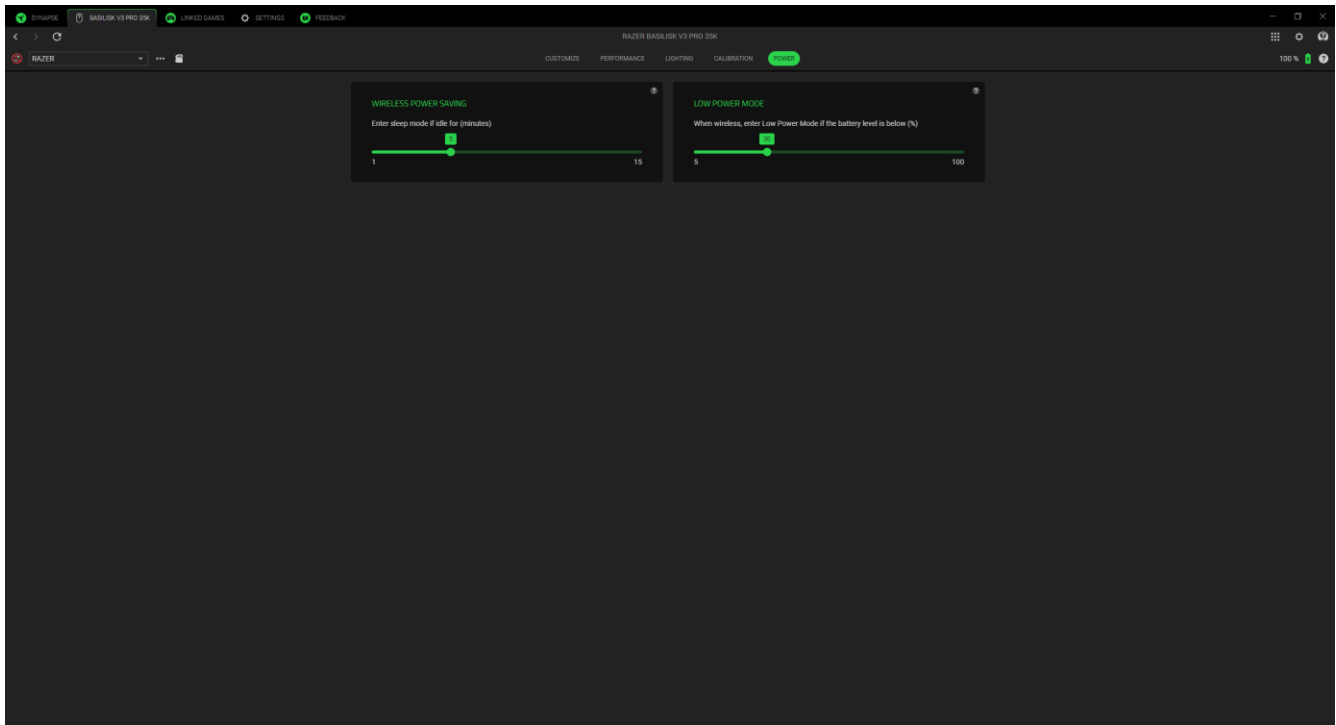 SYNAPSE BASILISK V3 PRO 35K LINKED GAMES SETTINGS FEEDBACK
RAZER BASILISK V3 PRO 35K
RAZER CUSTOMIZE PERFORMANCE LIGHTING CALIBRATION POWER 100 %
WIRELESS POWER SAVING
Enter sleep mode if idle for (minutes)
5
1 15
LOW POWER MODE
When wireless, enter Low Power Mode if the battery level is below (%)
30
5 100